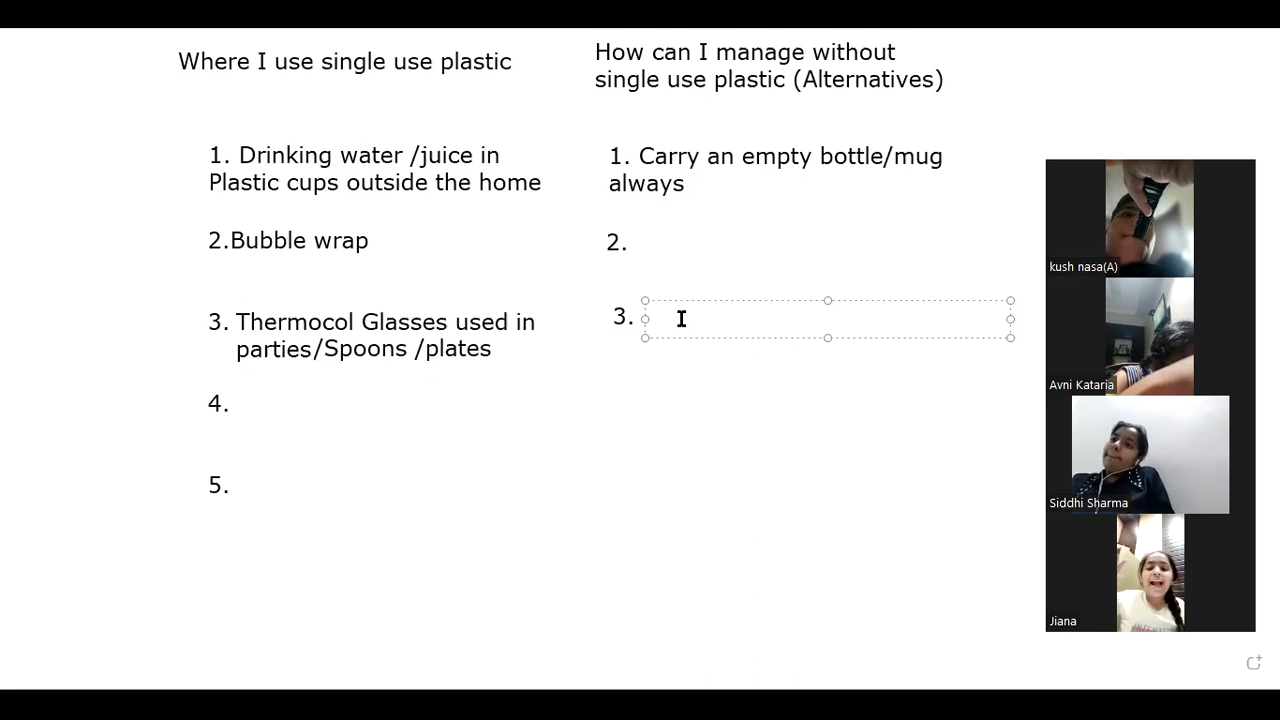 Where I use single use plastic
How can I manage without
single use plastic (Alternatives)
1. Drinking water /juice in
Plastic cups outside the home
1. Carry an empty bottle/mug
always
2.Bubble wrap
2.
3. Thermocol Glasses used in
parties/Spoons /plates
3.
4.
5.
kush nasa(A)
Avni Kataria
Siddhi Sharma
Jiana